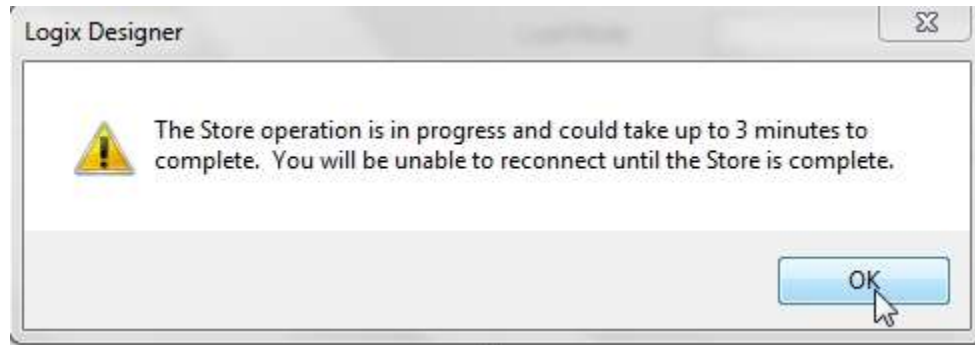 Logix Designer
The Store operation is in progress and could take up to 3 minutes to
complete.  You will be unable to reconnect until the Store is complete.
OK